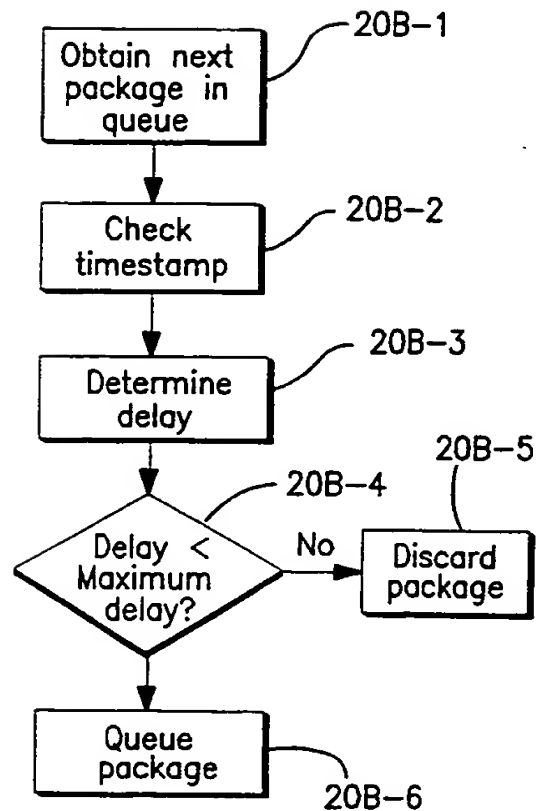 20B-1
Obtain next
package in
queue
20B-2
Check
timestamp
20B-3
Determine
delay
20B-4
20B-5
Delay <
Maximum
delay?
No
Discard
package
Queue
package
20B-6